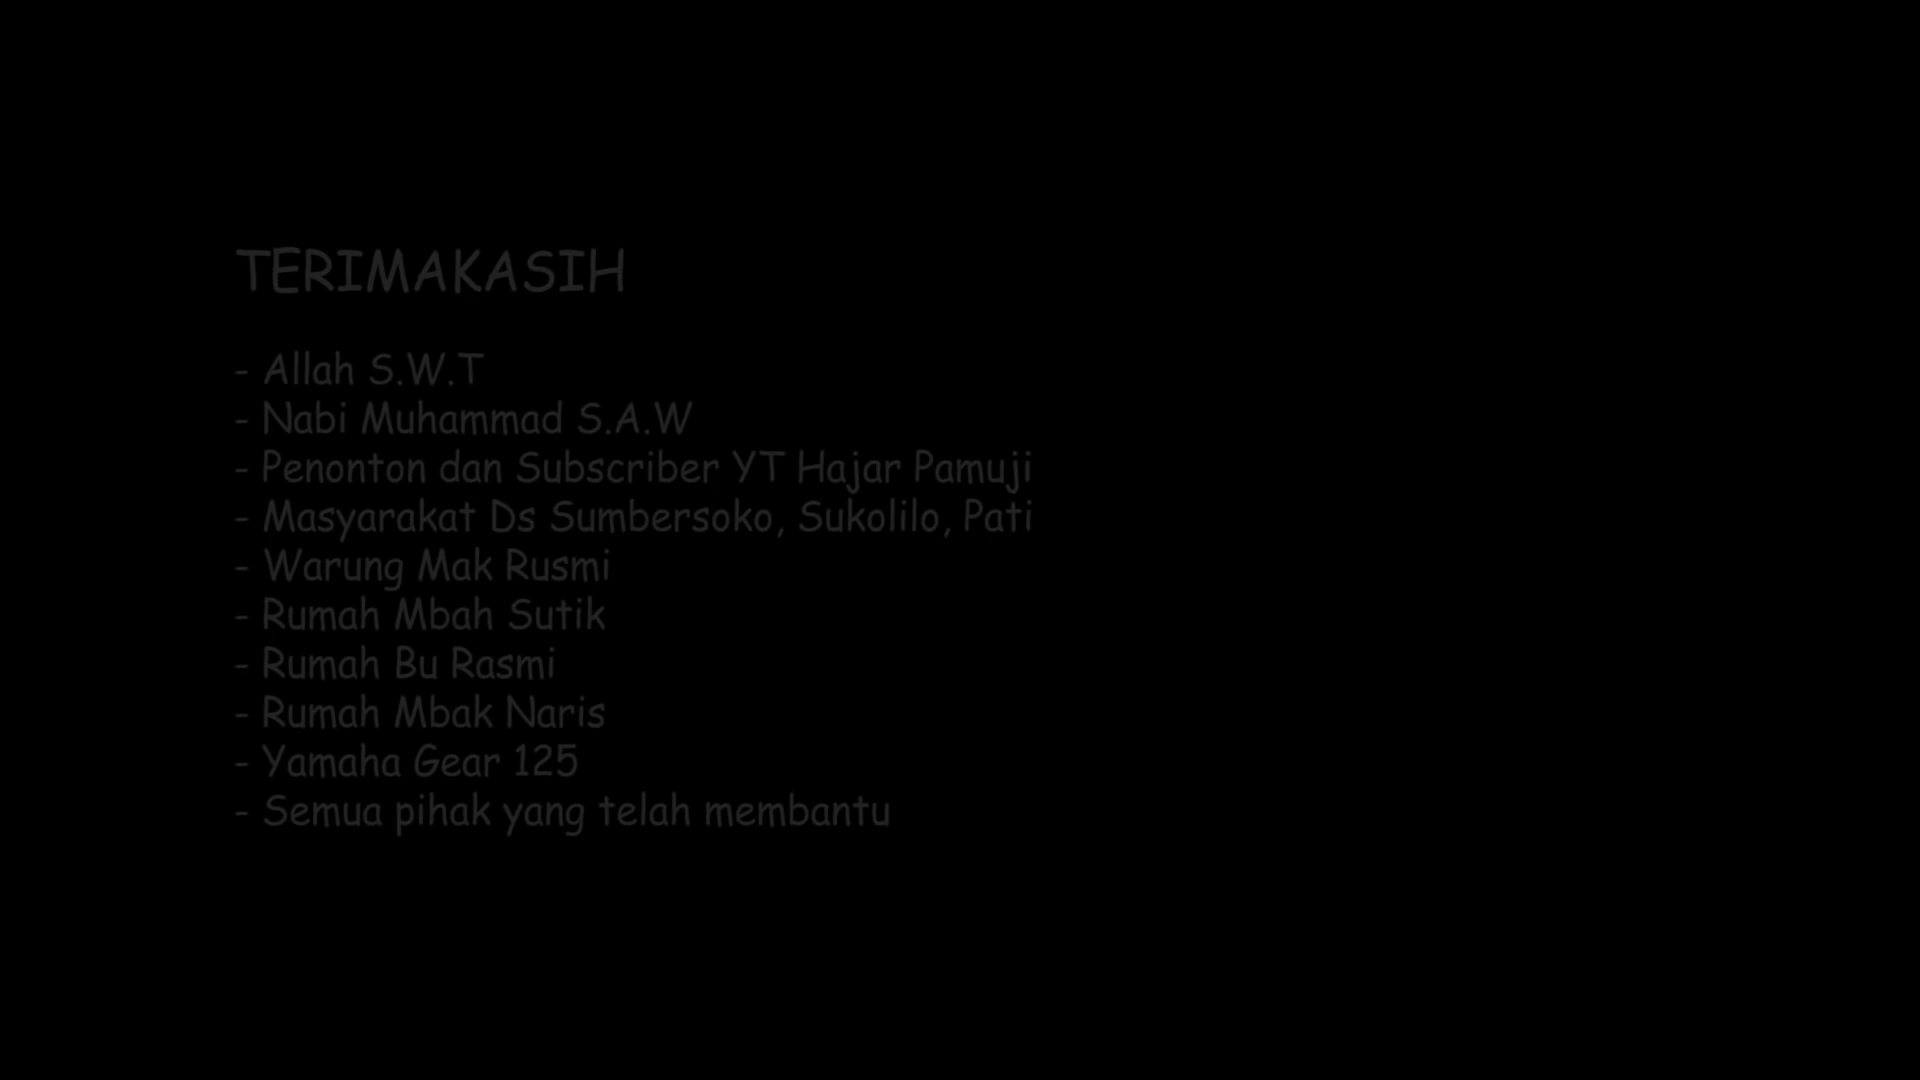 TERIMAKASIH
- Allah S.W.T
- Nabi Muhammad S.A.W
- Penonton dan Subscriber YT Hajar Pamuji
- Masyarakat Ds Sumbersoko, Sukolilo, Pati
- Warung Mak Rusmi
- Rumah Mbah Sutik
- Rumah Bu Rasmi
- Rumah Mbak Naris
- Yamaha Gear 125
- Semua pihak yang telah membantu